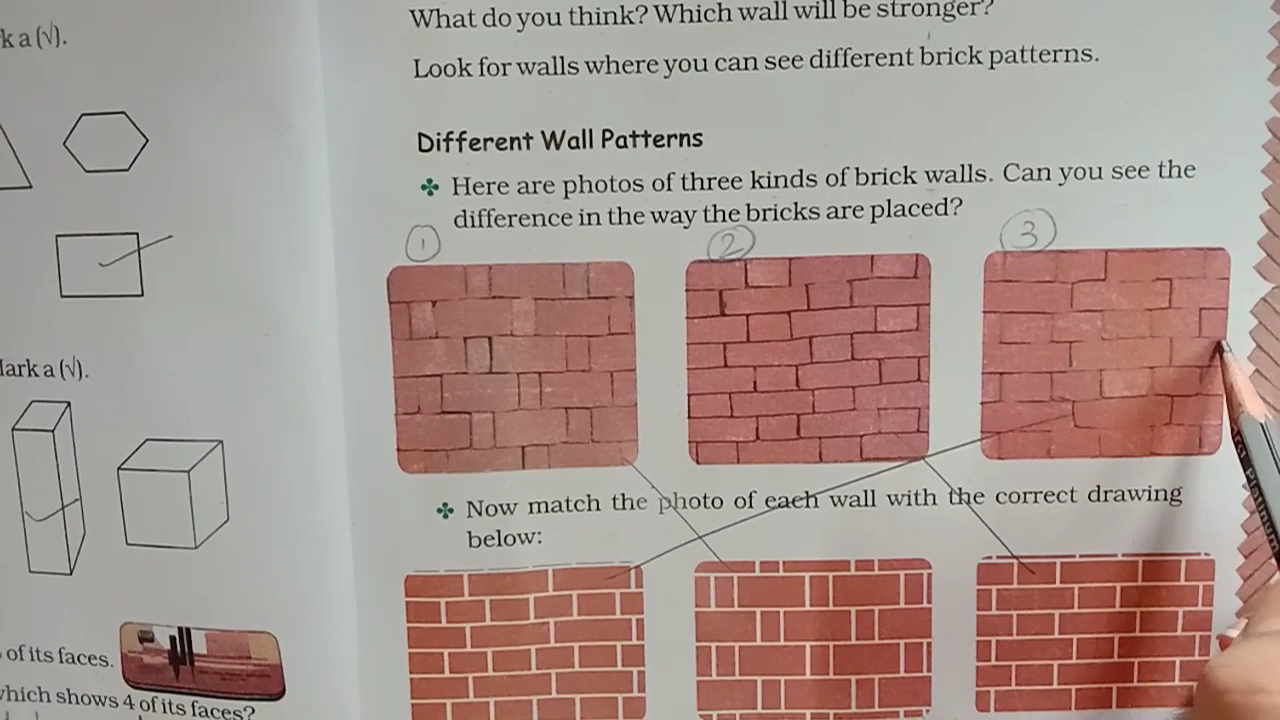 k a (√).
lark a (√).
of its faces.
which shows 4 of its faces?
What do you think? Which wall will be stronger?
Look for walls where you can see different brick patterns.
Different Wall Patterns
Here are photos of three kinds of brick walls. Can you see the
difference in the way the bricks are placed?
1 2 3
Now match the photo of each wall with the correct drawing
below:
Platinum